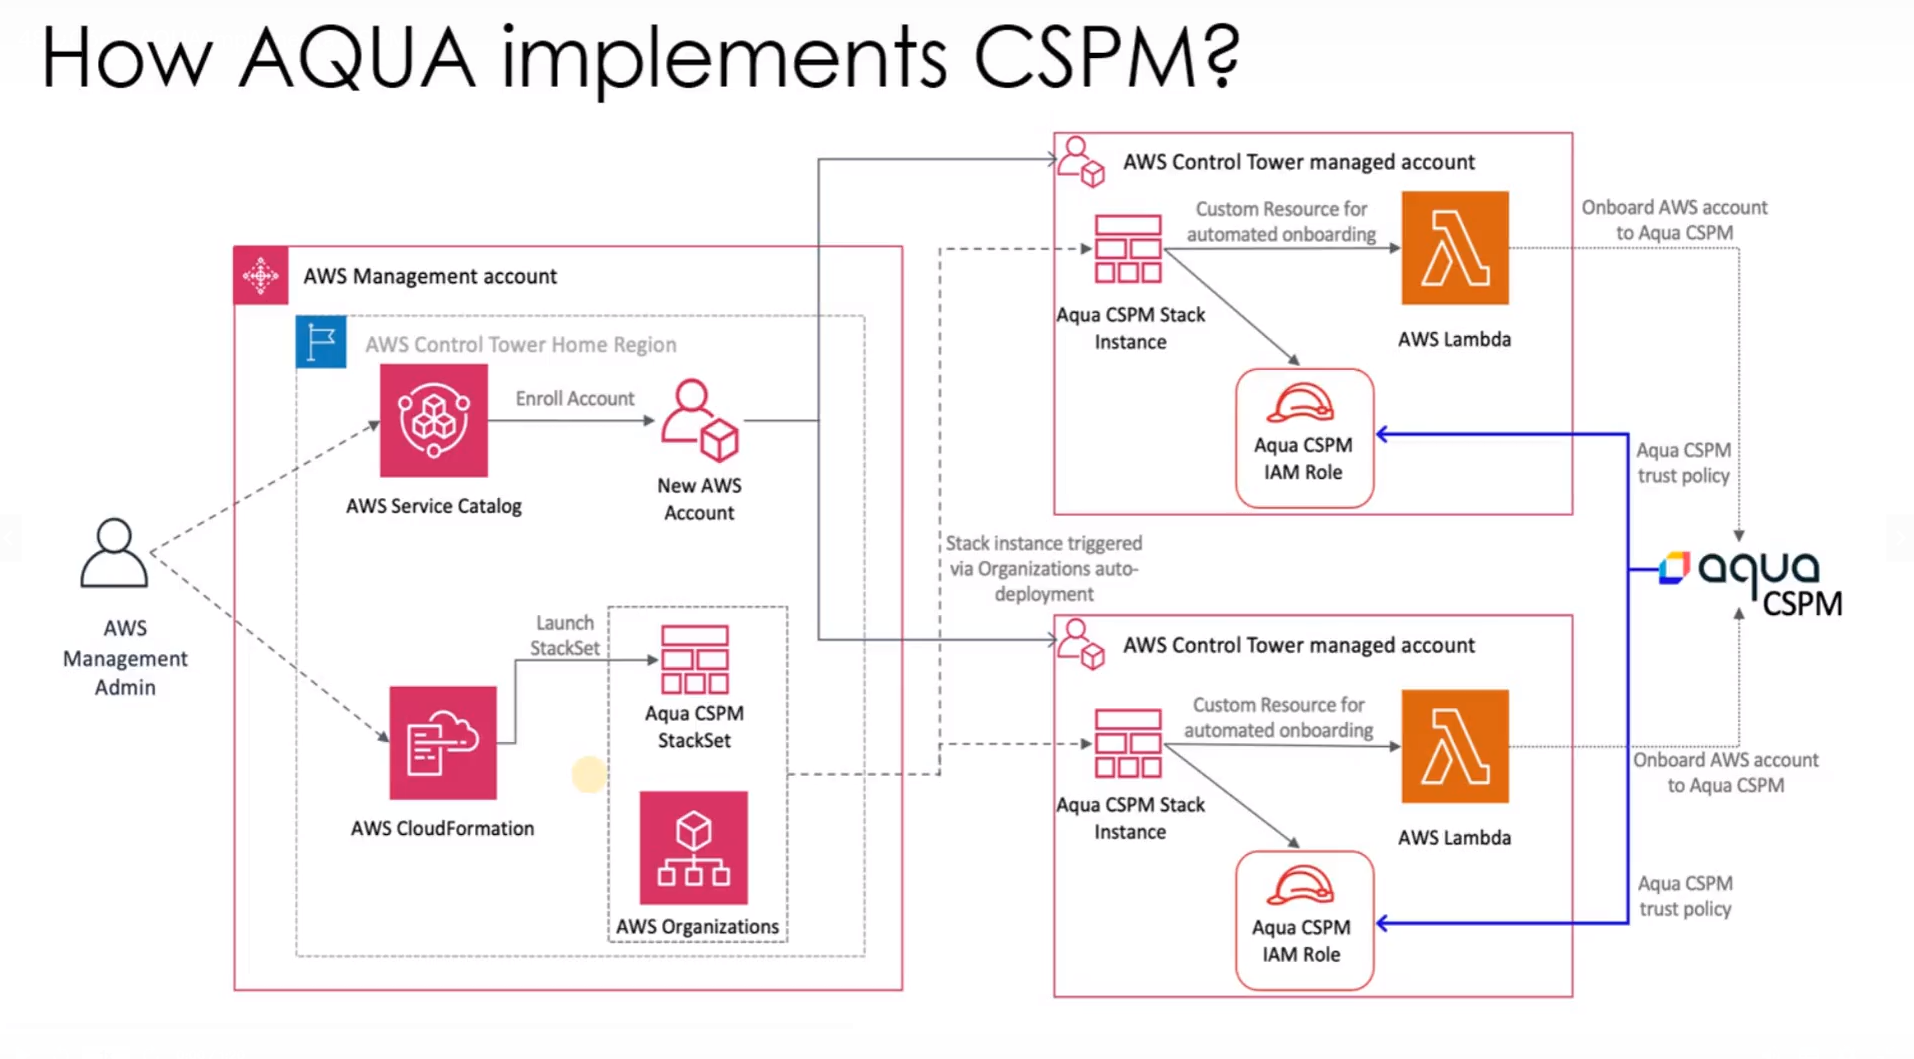 How AQUA implements CSPM?
AWS Management
Admin
AWS Management account
AWS Control Tower Home Region
AWS Service Catalog
Enroll Account
New AWS
Account
AWS CloudFormation
Launch
StackSet
Aqua CSPM
StackSet
AWS Organizations
Stack instance triggered
via Organizations auto-
deployment
AWS Control Tower managed account
Aqua CSPM Stack
Instance
Custom Resource for
automated onboarding
AWS Lambda
Aqua CSPM
IAM Role
Onboard AWS account
to Aqua CSPM
Aqua CSPM
trust policy
aqua
CSPM
AWS Control Tower managed account
Aqua CSPM Stack
Instance
Custom Resource for
automated onboarding
AWS Lambda
Aqua CSPM
IAM Role
Onboard AWS account
to Aqua CSPM
Aqua CSPM
trust policy